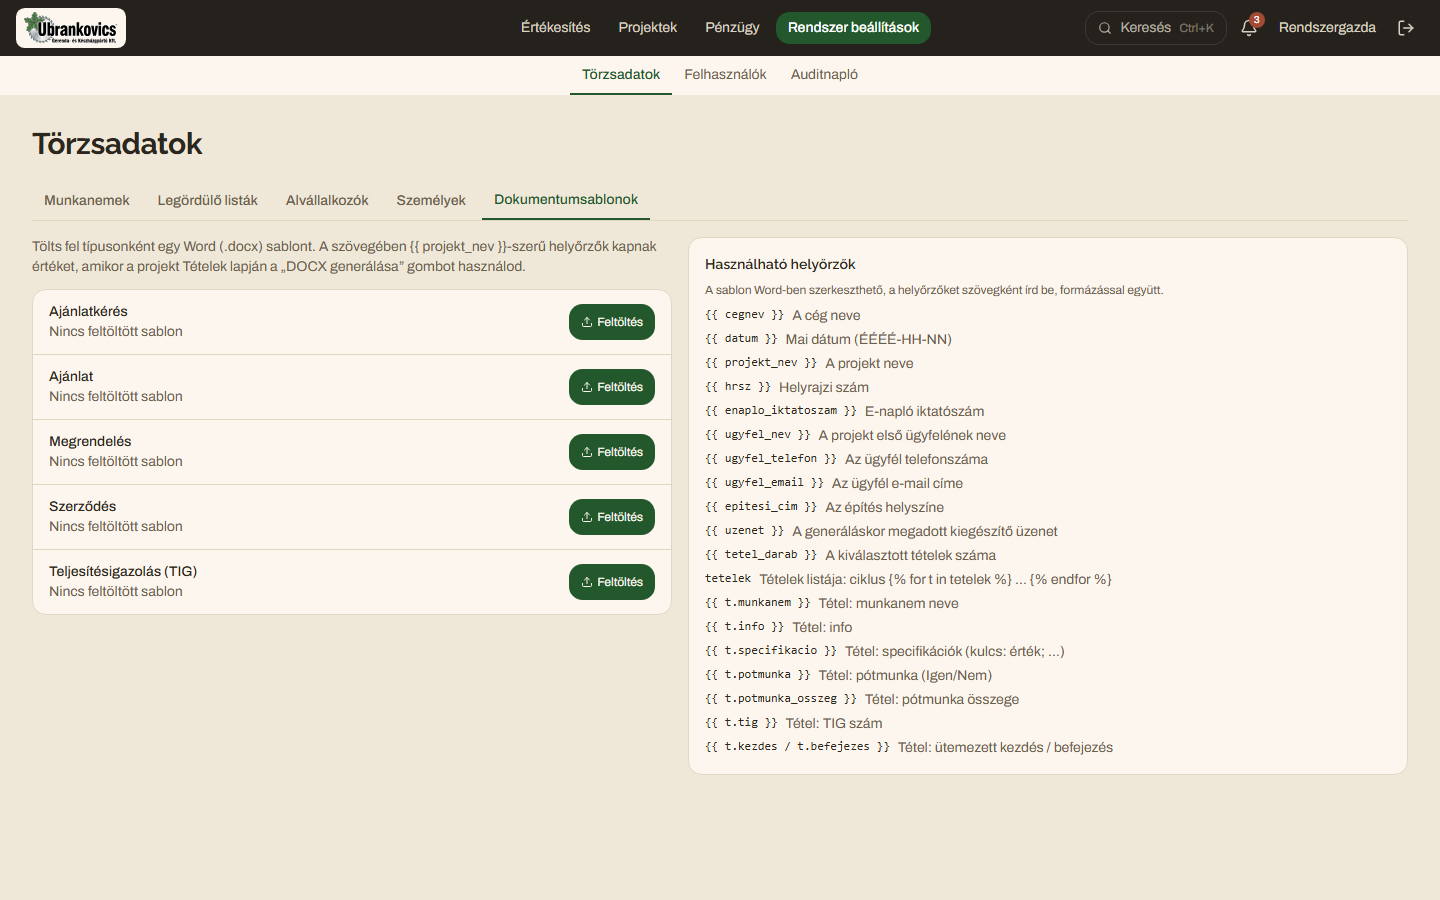 Ubrankovics
Gerenda- és Készházgyártó Kft.
Értékesítés
Projektek
Pénzügy
Rendszer beállítások
Keresés Ctrl+K
3
Rendszergazda
Törzsadatok
Felhasználók
Auditnapló
Törzsadatok
Munkanemek
Legördülő listák
Alvállalkozók
Személyek
Dokumentumsablonok
Tölts fel típusonként egy Word (.docx) sablont. A szövegében {{ projekt_nev }}-szerű helyőrzők kapnak
értéket, amikor a projekt Tételek lapján a „DOCX generálása” gombot használod.
Ajánlatkérés
Nincs feltöltött sablon
Feltöltés
Ajánlat
Nincs feltöltött sablon
Feltöltés
Megrendelés
Nincs feltöltött sablon
Feltöltés
Szerződés
Nincs feltöltött sablon
Feltöltés
Teljesítésigazolás (TIG)
Nincs feltöltött sablon
Feltöltés
Használható helyőrzők
A sablon Word-ben szerkeszthető, a helyőrzőket szövegként írd be, formázással együtt.
{{ cegnev }} A cég neve
{{ datum }} Mai dátum (ÉÉÉÉ-HH-NN)
{{ projekt_nev }} A projekt neve
{{ hrsz }} Helyrajzi szám
{{ enaplo_iktatoszam }} E-napló iktatószám
{{ ugyfel_nev }} A projekt első ügyfelének neve
{{ ugyfel_telefon }} Az ügyfél telefonszáma
{{ ugyfel_email }} Az ügyfél e-mail címe
{{ epitesi_cim }} Az építés helyszíne
{{ uzenet }} A generáláskor megadott kiegészítő üzenet
{{ tetel_darab }} A kiválasztott tételek száma
tetelek Tételek listája: ciklus {% for t in tetelek %} … {% endfor %}
{{ t.munkanem }} Tétel: munkanem neve
{{ t.info }} Tétel: info
{{ t.specifikacio }} Tétel: specifikációk (kulcs: érték; …)
{{ t.potmunka }} Tétel: pótmunka (Igen/Nem)
{{ t.potmunka_osszeg }} Tétel: pótmunka összege
{{ t.tig }} Tétel: TIG szám
{{ t.kezdes / t.befejezes }} Tétel: ütemezett kezdés / befejezés